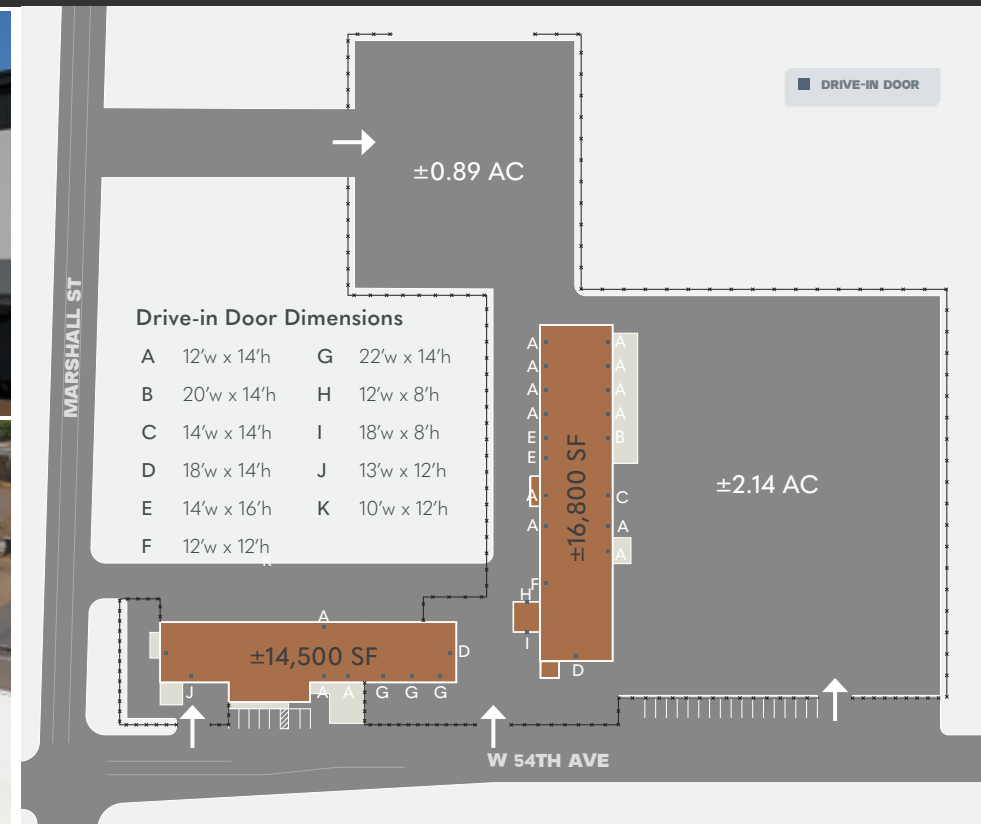 DRIVE-IN DOOR
±0.89 AC
MARSHALL ST
Drive-in Door Dimensions
A 12'w x 14'h G 22'w x 14'h
B 20'w x 14'h H 12'w x 8'h
C 14'w x 14'h I 18'w x 8'h
D 18'w x 14'h J 13'w x 12'h
E 14'w x 16'h K 10'w x 12'h
F 12'w x 12'h
K
A A
A A
A A
A A
E B
E
A C
A A
A
F
H
I
D
±16,800 SF
±2.14 AC
A
±14,500 SF
D
J A A G G G
W 54TH AVE